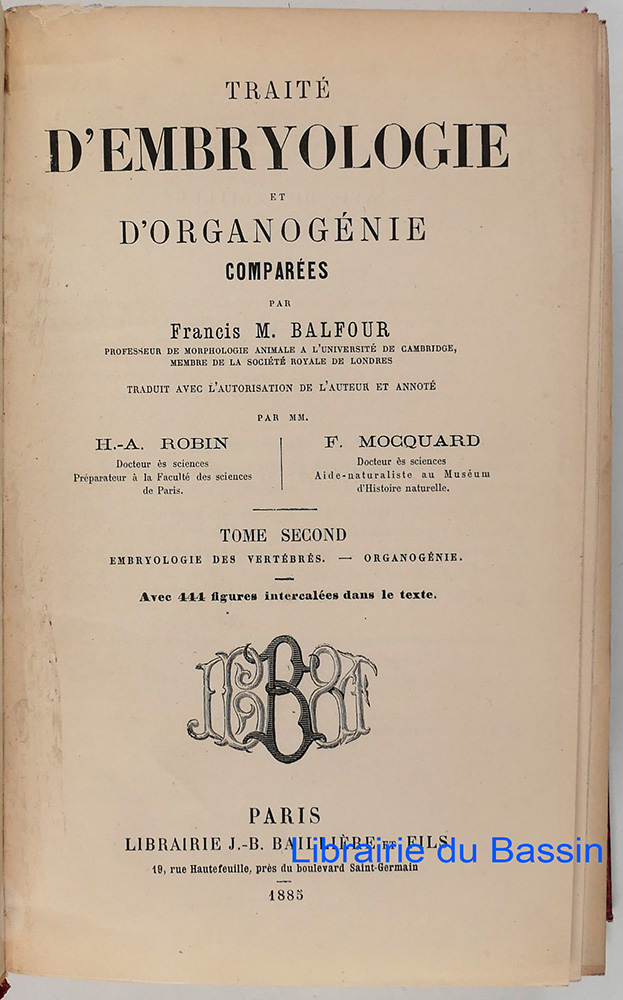 TRAITÉ
D'EMBRYOLOGIE
ET
D'ORGANOGÉNIE
COMPARÉES
PAR
Francis M. BALFOUR
PROFESSEUR DE MORPHOLOGIE ANIMALE A L'UNIVERSITÉ DE CAMBRIDGE,
MEMBRE DE LA SOCIÉTÉ ROYALE DE LONDRES
TRADUIT AVEC L'AUTORISATION DE L'AUTEUR ET ANNOTÉ
PAR MM.
H.-A. ROBIN
Docteur ès sciences
Préparateur à la Faculté des sciences
de Paris.
F. MOCQUARD
Docteur ès sciences
Aide-naturaliste au Muséum
d'Histoire naturelle.
TOME SECOND
EMBRYOLOGIE DES VERTÉBRÉS. — ORGANOGÉNIE.
Avec 444 figures intercalées dans le texte.
PARIS
LIBRAIRIE J.-B. BAILLIÈRE ET FILS
Librairie du Bassin
19, rue Hautefeuille, près du boulevard Saint-Germain
1885